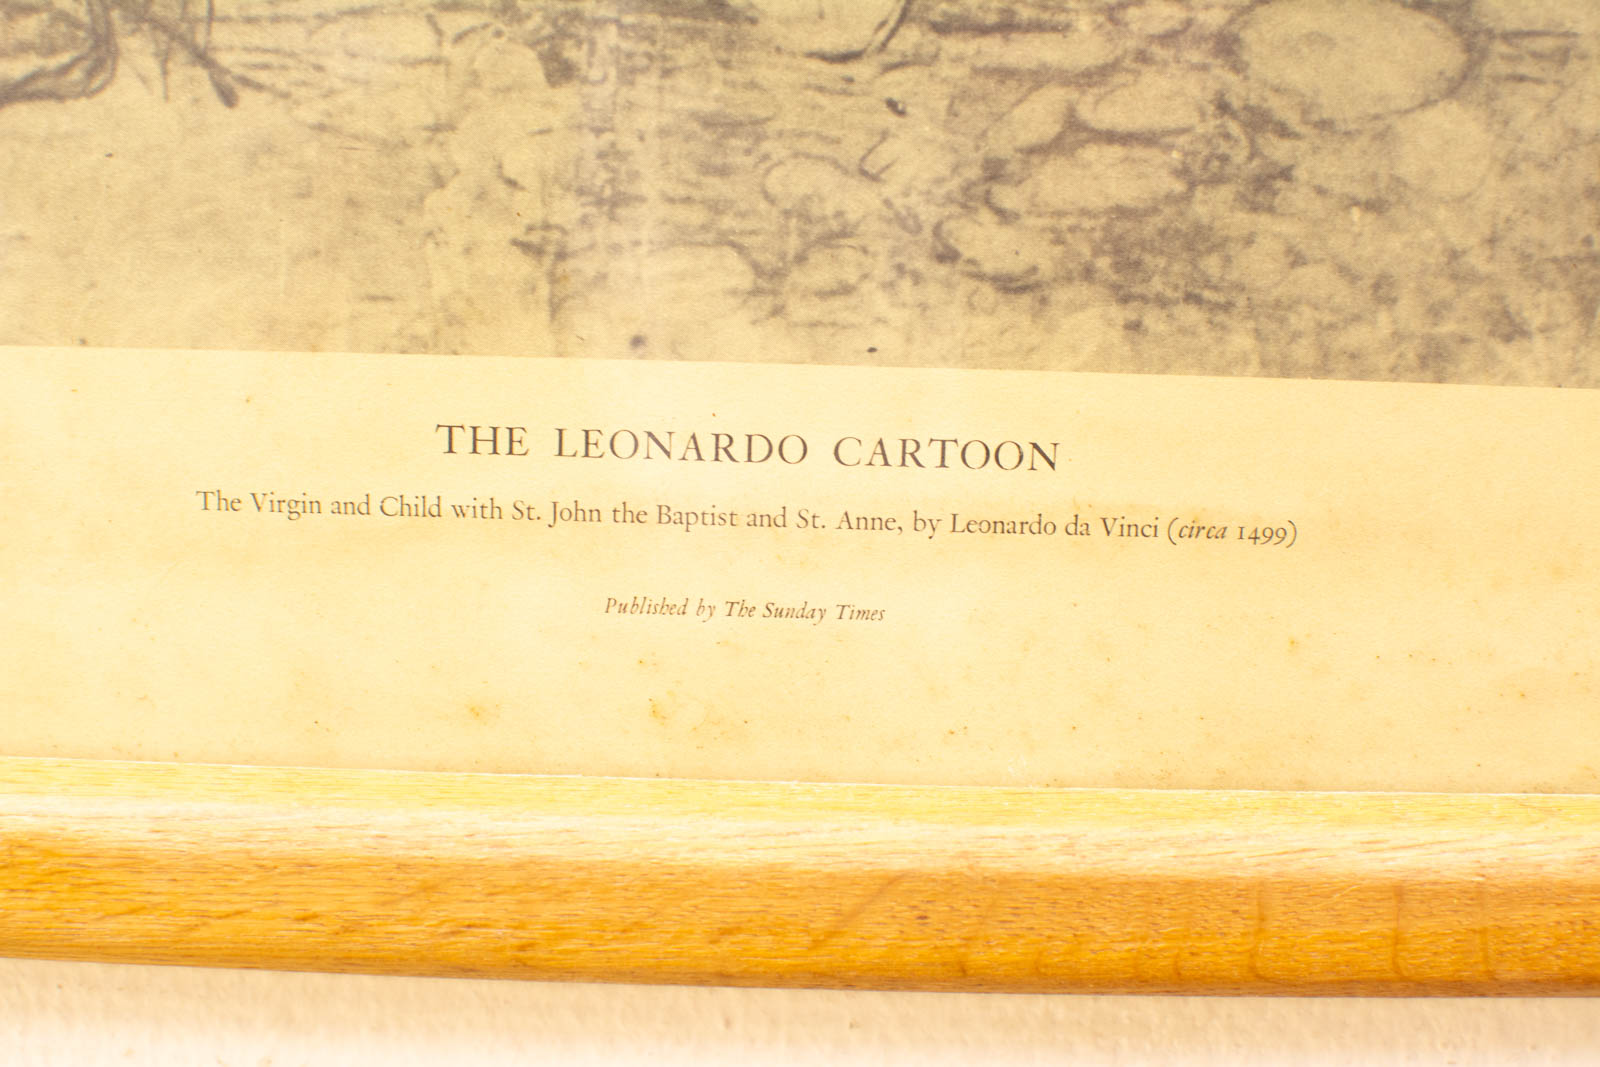 THE LEONARDO CARTOON
The Virgin and Child with St. John the Baptist and St. Anne, by Leonardo da Vinci (circa 1499)
Published by The Sunday Times